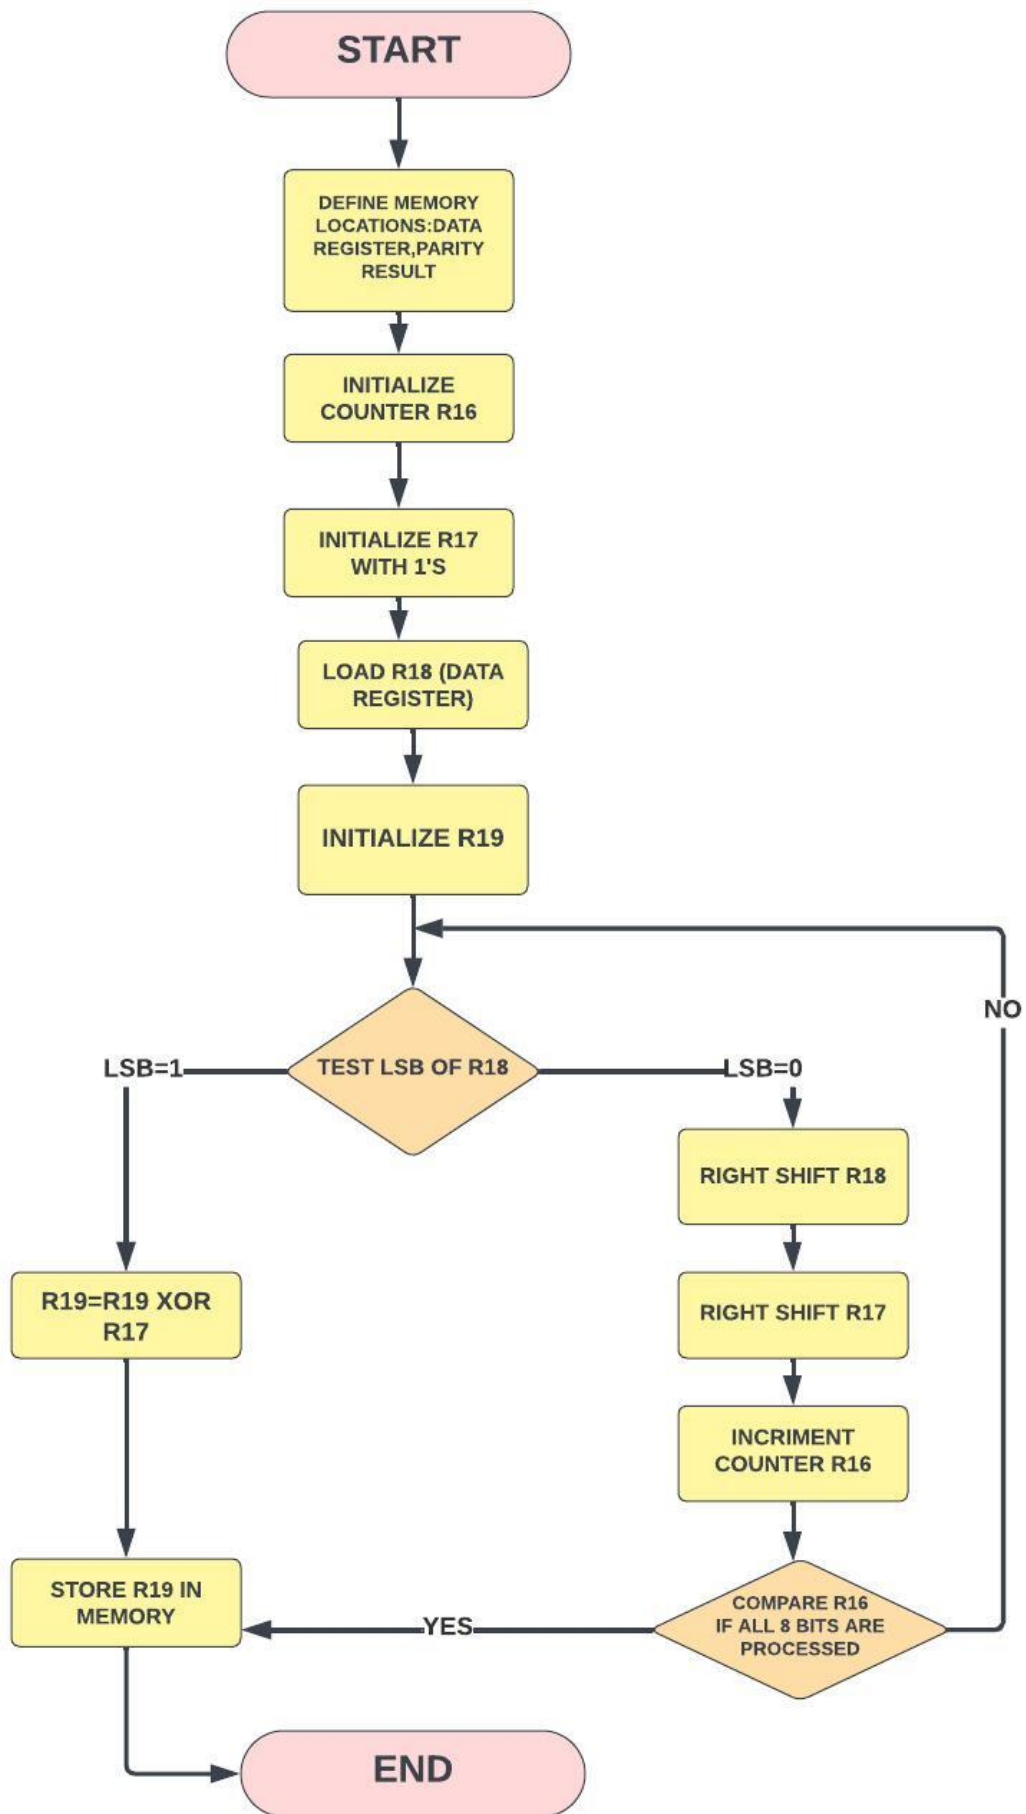 START
DEFINE MEMORY
LOCATIONS:DATA
REGISTER,PARITY
RESULT
INITIALIZE
COUNTER R16
INITIALIZE R17
WITH 1'S
LOAD R18 (DATA
REGISTER)
INITIALIZE R19
NO
TEST LSB OF R18
LSB=1
LSB=0
RIGHT SHIFT R18
R19=R19 XOR
R17
RIGHT SHIFT R17
INCRIMENT
COUNTER R16
STORE R19 IN
MEMORY
YES
COMPARE R16
IF ALL 8 BITS ARE
PROCESSED
END